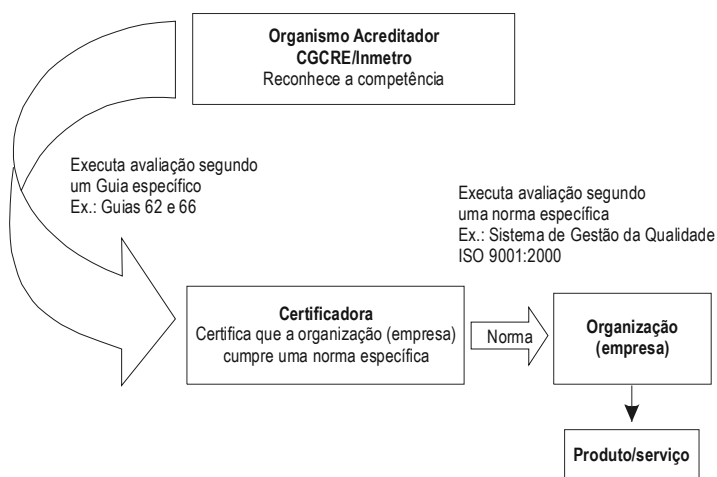 Organismo Acreditador
CGCRE/Inmetro
Reconhece a competência
Executa avaliação segundo
um Guia específico
Ex.: Guias 62 e 66
Executa avaliação segundo
uma norma específica
Ex.: Sistema de Gestão da Qualidade
ISO 9001:2000
Certificadora
Certifica que a organização (empresa)
cumpre uma norma específica
Norma
Organização
(empresa)
Produto/serviço